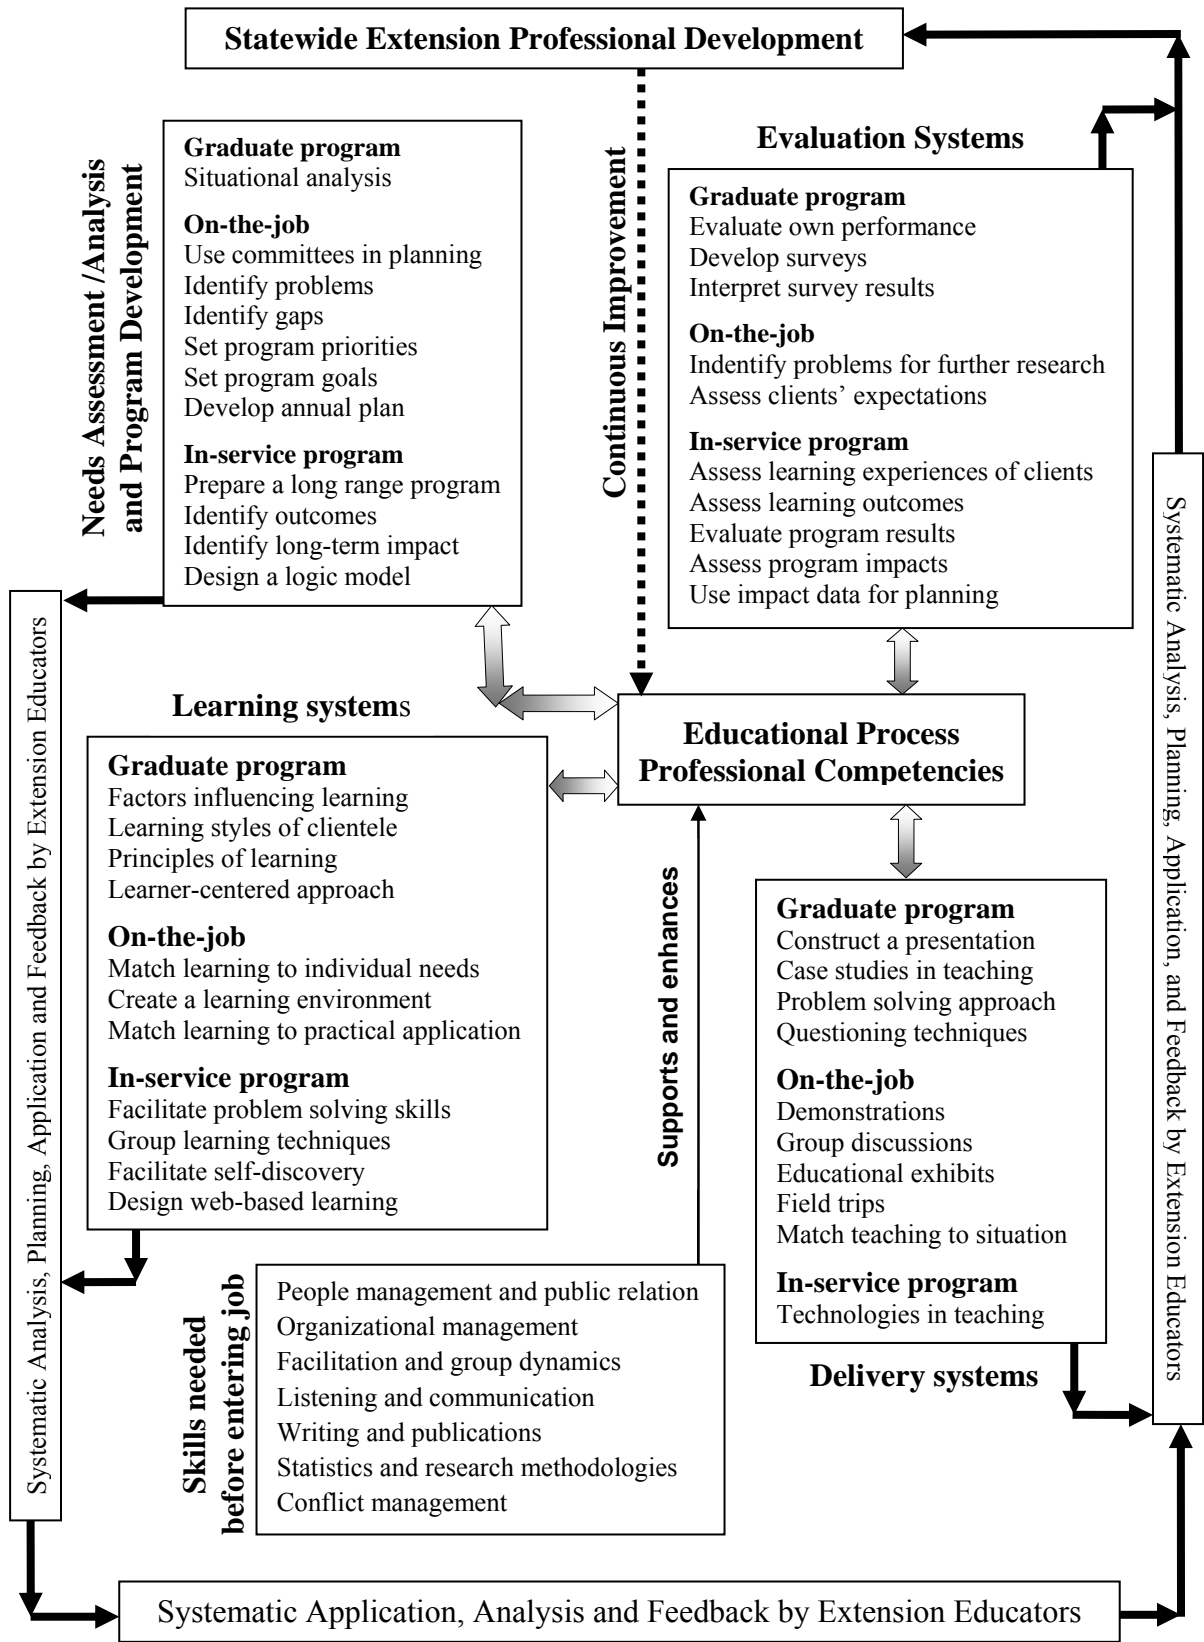 Statewide Extension Professional Development
Needs Assessment /Analysis
and Program Development
Graduate program
Situational analysis
On-the-job
Use committees in planning
Identify problems
Identify gaps
Set program priorities
Set program goals
Develop annual plan
In-service program
Prepare a long range program
Identify outcomes
Identify long-term impact
Design a logic model
Continuous Improvement
Evaluation Systems
Graduate program
Evaluate own performance
Develop surveys
Interpret survey results
On-the-job
Indentify problems for further research
Assess clients’ expectations
In-service program
Assess learning experiences of clients
Assess learning outcomes
Evaluate program results
Assess program impacts
Use impact data for planning
Systematic Analysis, Planning, Application and Feedback by Extension Educators
Learning systems
Graduate program
Factors influencing learning
Learning styles of clientele
Principles of learning
Learner-centered approach
On-the-job
Match learning to individual needs
Create a learning environment
Match learning to practical application
In-service program
Facilitate problem solving skills
Group learning techniques
Facilitate self-discovery
Design web-based learning
Educational Process
Professional Competencies
Supports and enhances
Graduate program
Construct a presentation
Case studies in teaching
Problem solving approach
Questioning techniques
On-the-job
Demonstrations
Group discussions
Educational exhibits
Field trips
Match teaching to situation
In-service program
Technologies in teaching
Delivery systems
Systematic Analysis, Planning, Application, and Feedback by Extension Educators
Skills needed
before entering job
People management and public relation
Organizational management
Facilitation and group dynamics
Listening and communication
Writing and publications
Statistics and research methodologies
Conflict management
Systematic Application, Analysis and Feedback by Extension Educators